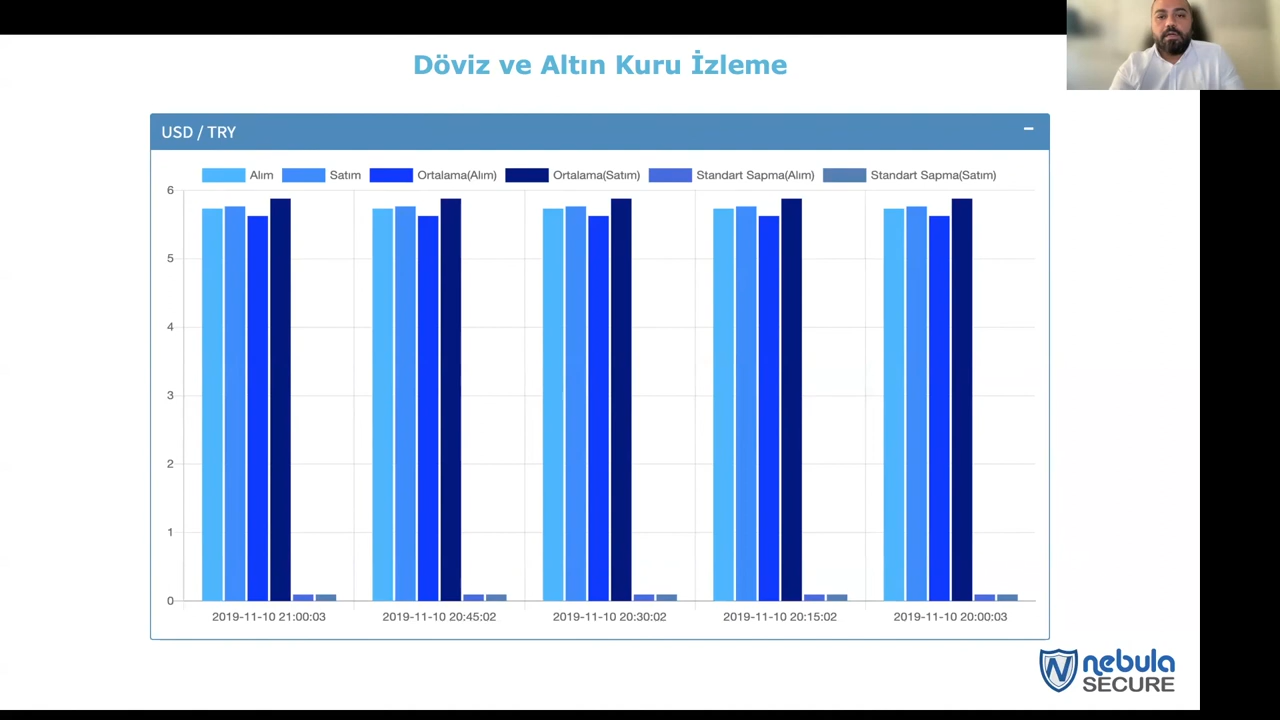 Döviz ve Altın Kuru İzleme
USD / TRY
Alım Satım Ortalama(Alım) Ortalama(Satım) Standart Sapma(Alım) Standart Sapma(Satım)
6
5
4
3
2
1
0
2019-11-10 21:00:03 2019-11-10 20:45:02 2019-11-10 20:30:02 2019-11-10 20:15:02 2019-11-10 20:00:03
nebula
SECURE